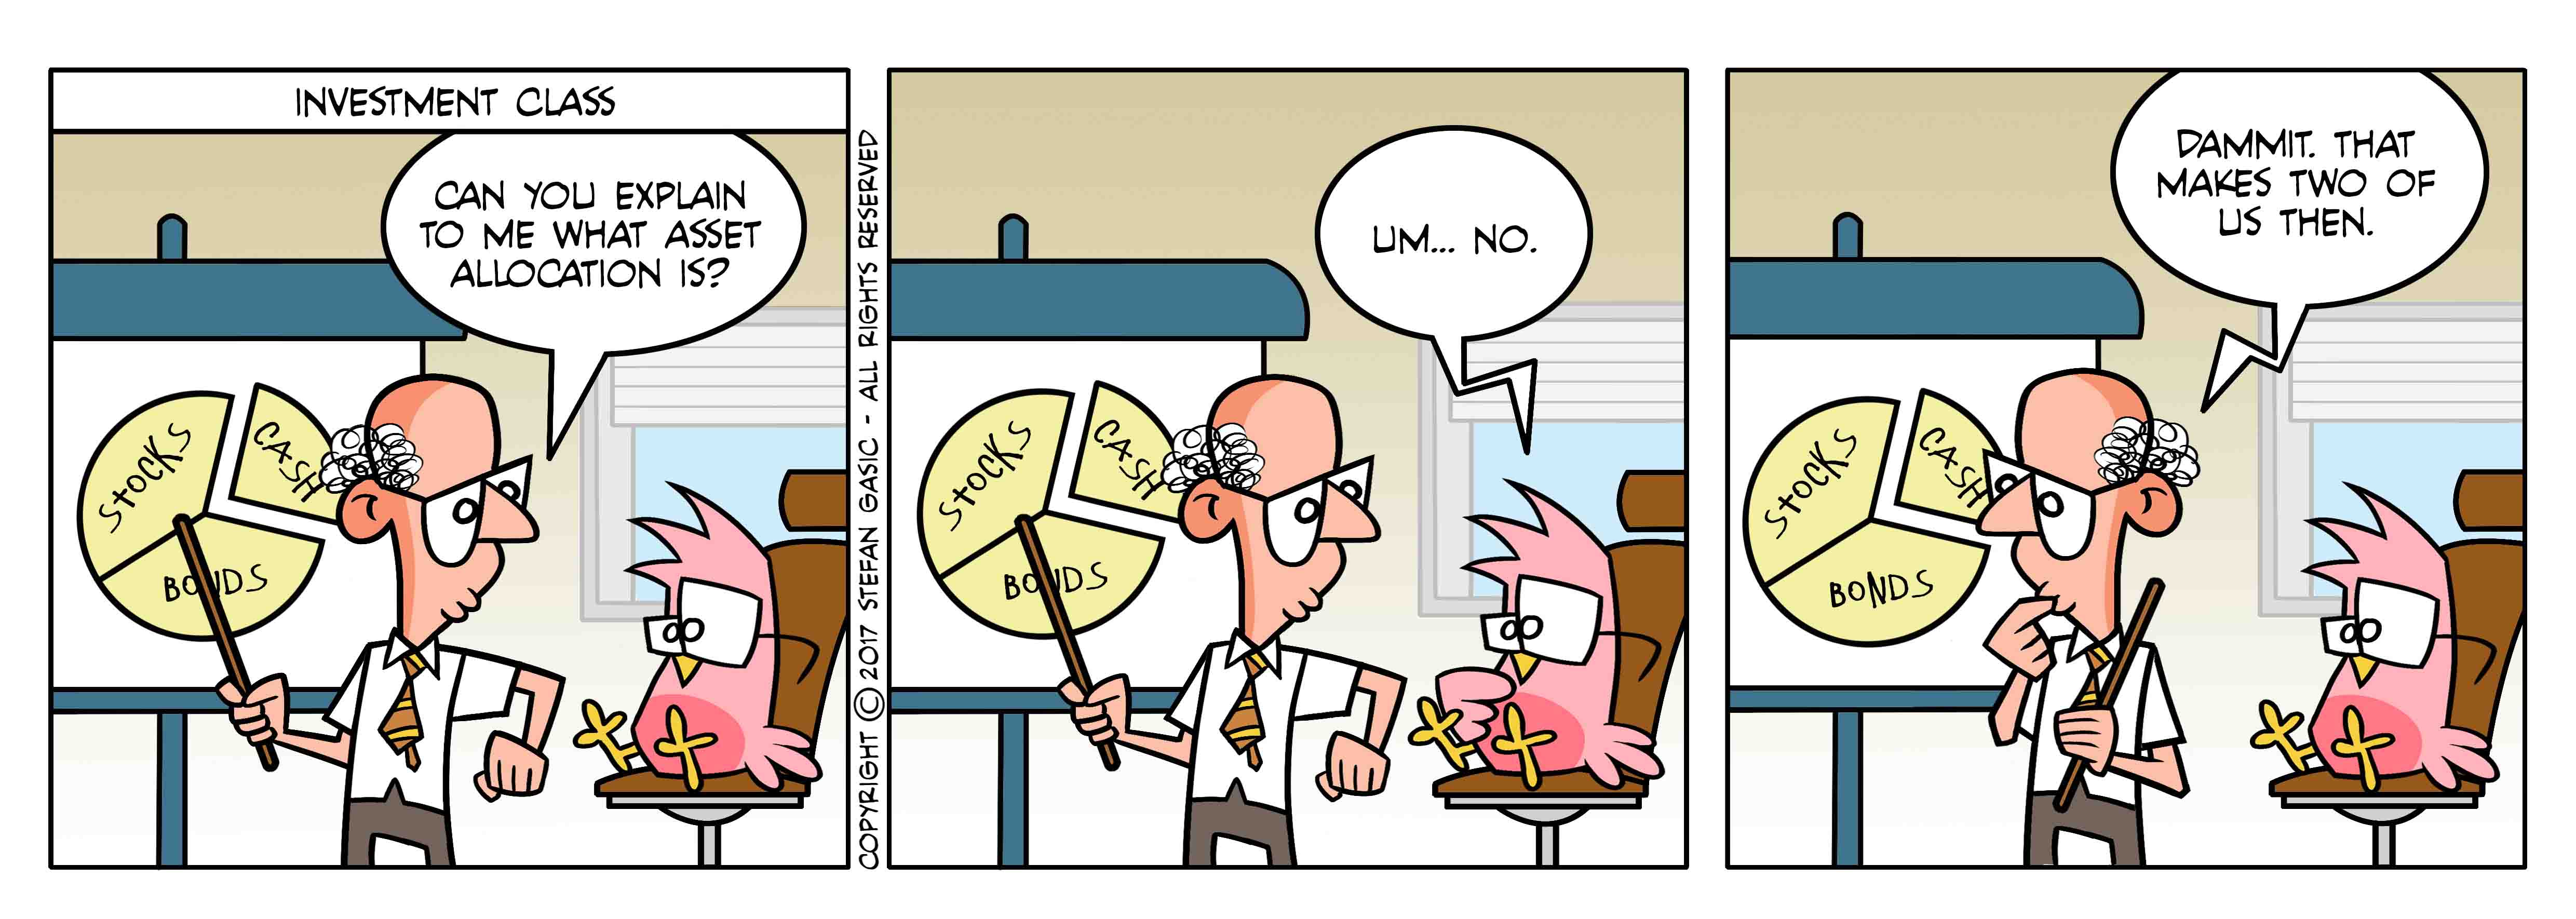 INVESTMENT CLASS
CAN YOU EXPLAIN
TO ME WHAT ASSET
ALLOCATION IS?
STOCKS
CASH
BONDS
COPYRIGHT © 2017 STEFAN GASIC - ALL RIGHTS RESERVED
UM... NO.
STOCKS
CASH
BONDS
DAMMIT. THAT
MAKES TWO OF
US THEN.
STOCKS
CASH
BONDS